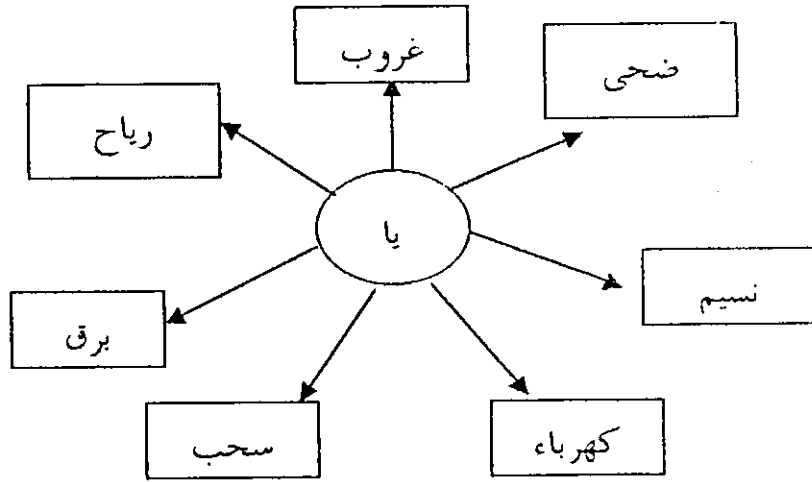 غروب
ضحى
رياح
يا
نسيم
برق
سحب
كهرباء